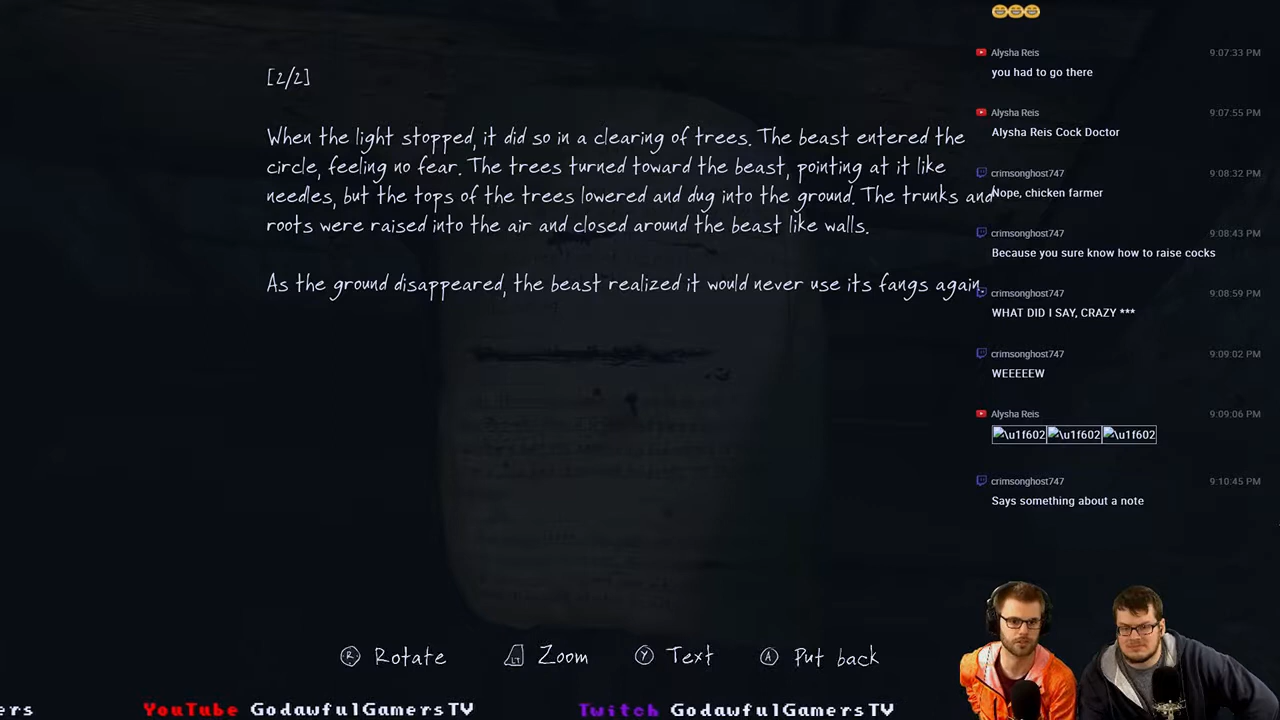 [2/2]
When the light stopped, it did so in a clearing of trees. The beast entered the
circle, feeling no fear. The trees turned toward the beast, pointing at it like
needles, but the tops of the trees lowered and dug into the ground. The trunks and
roots were raised into the air and closed around the beast like walls.
As the ground disappeared, the beast realized it would never use its fangs again.
R Rotate LT Zoom Y Text A Put back
😂😂😂
Alysha Reis 9:07:33 PM
you had to go there
Alysha Reis 9:07:55 PM
Alysha Reis Cock Doctor
crimsonghost747 9:08:32 PM
Nope, chicken farmer
crimsonghost747 9:08:43 PM
Because you sure know how to raise cocks
crimsonghost747 9:08:59 PM
WHAT DID I SAY, CRAZY ***
crimsonghost747 9:09:02 PM
WEEEEEW
Alysha Reis 9:09:06 PM
\u1f602 \u1f602 \u1f602
crimsonghost747 9:10:45 PM
Says something about a note
ers YouTube GodawfulGamersTV Twitch GodawfulGamersTV